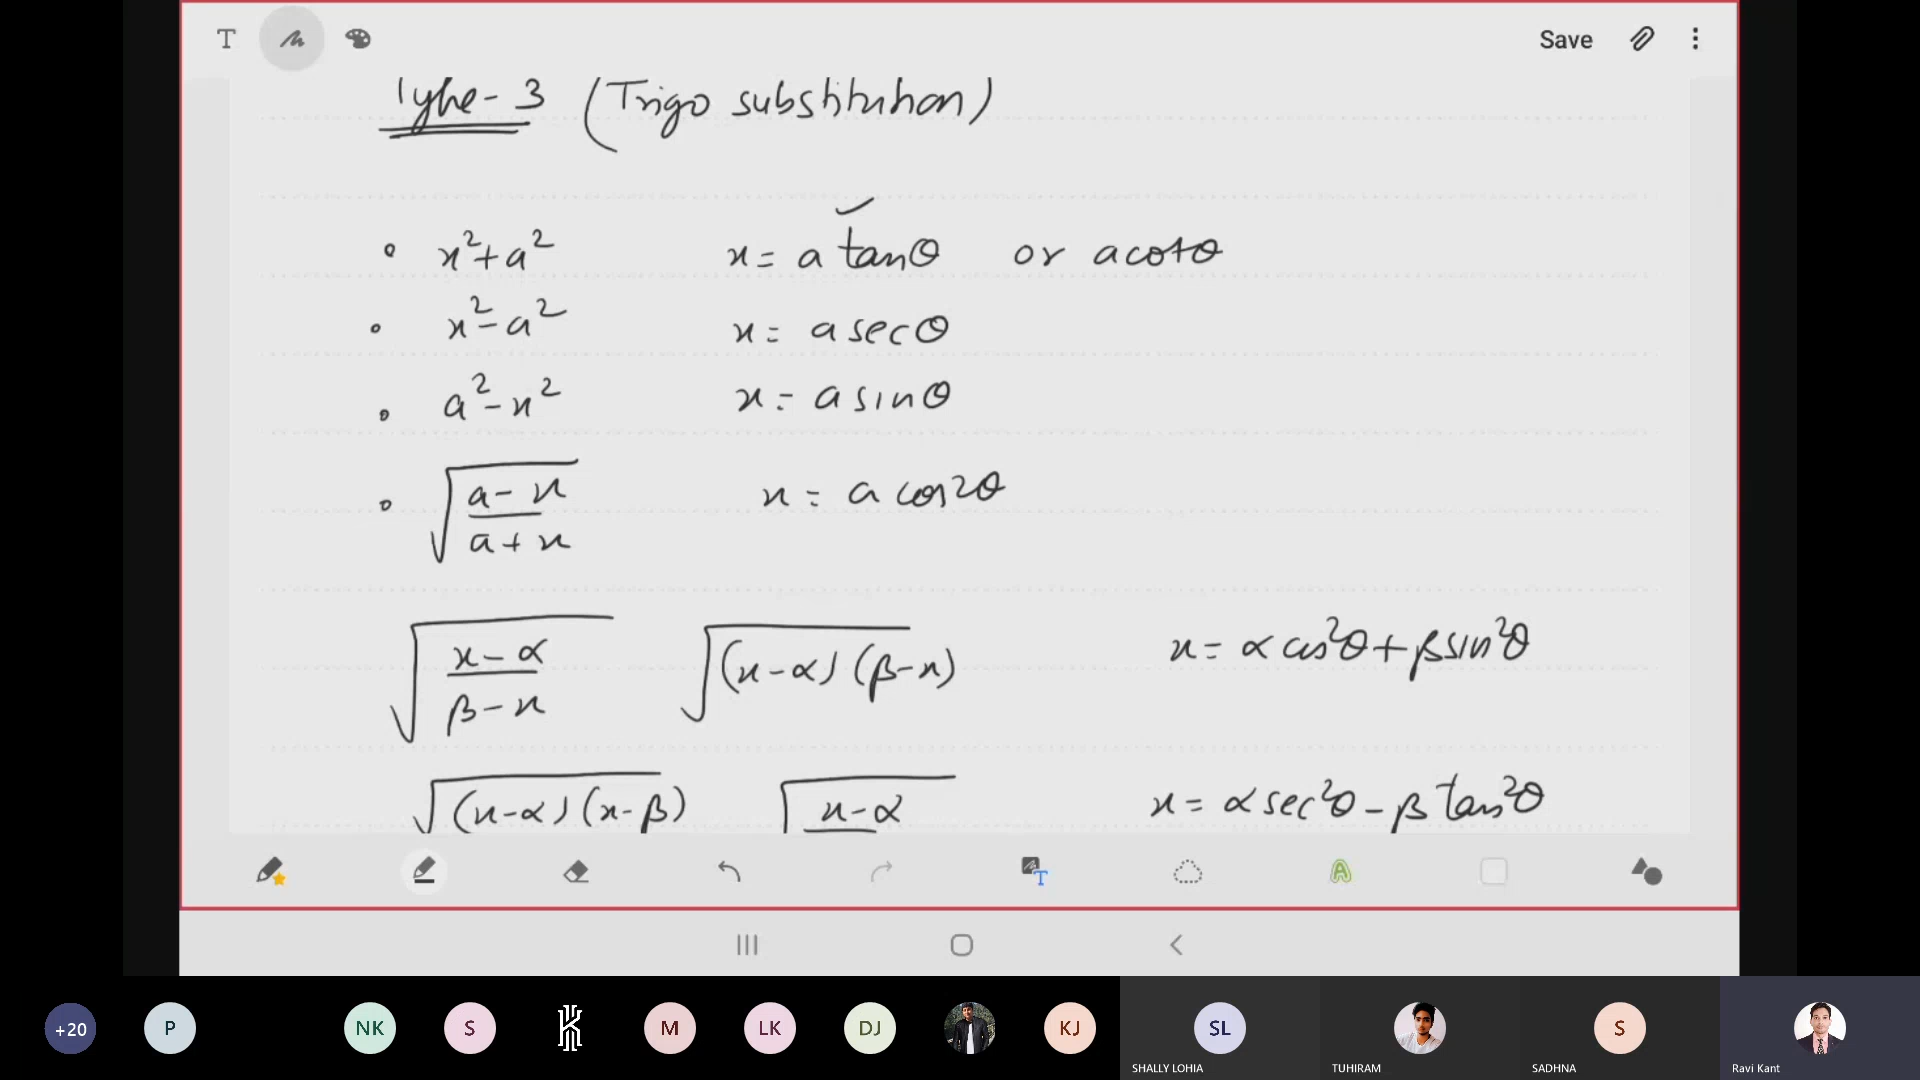 T Save
Type-3 (Trigo substitution)
∘ x²+a² x = a tanθ or a cotθ
∘ x²-a² x = a secθ
∘ a²-x² x = a sinθ
∘ √((a-x)/(a+x)) x = a cos2θ
√((x-α)/(β-x)) √((x-α)(β-x)) x = α cos²θ + β sin²θ
√((x-α)(x-β)) √(x-α) x = α sec²θ - β tan²θ
T A
+20 P NK S K M LK DJ KJ SL S
SHALLY LOHIA TUHIRAM SADHNA Ravi Kant